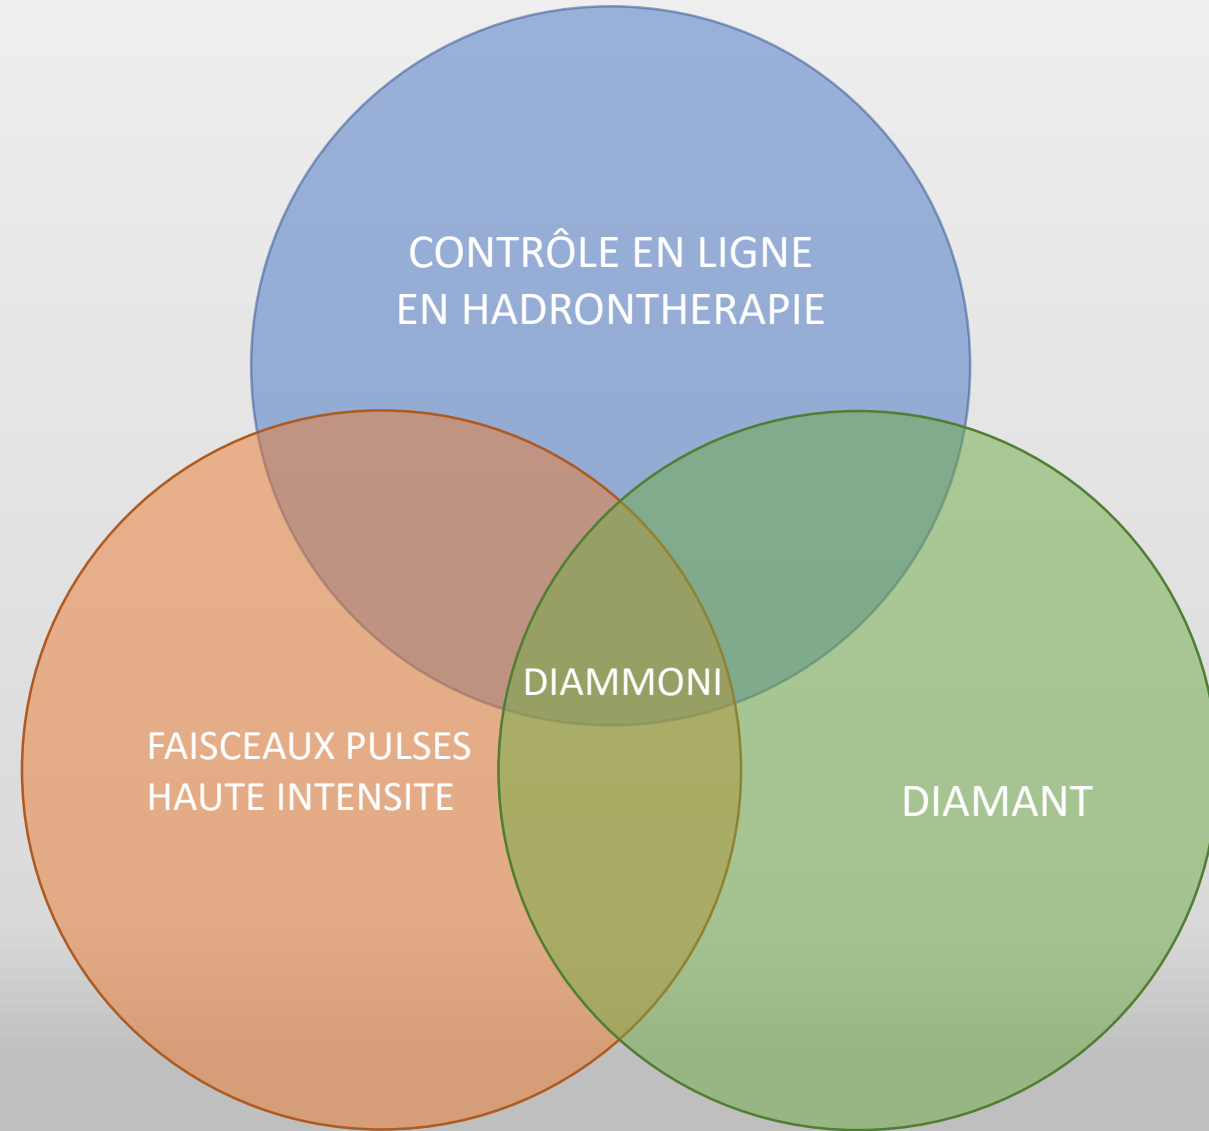 CONTRÔLE EN LIGNE
EN HADRONTHERAPIE
DIAMMONI
FAISCEAUX PULSES
HAUTE INTENSITE
DIAMANT